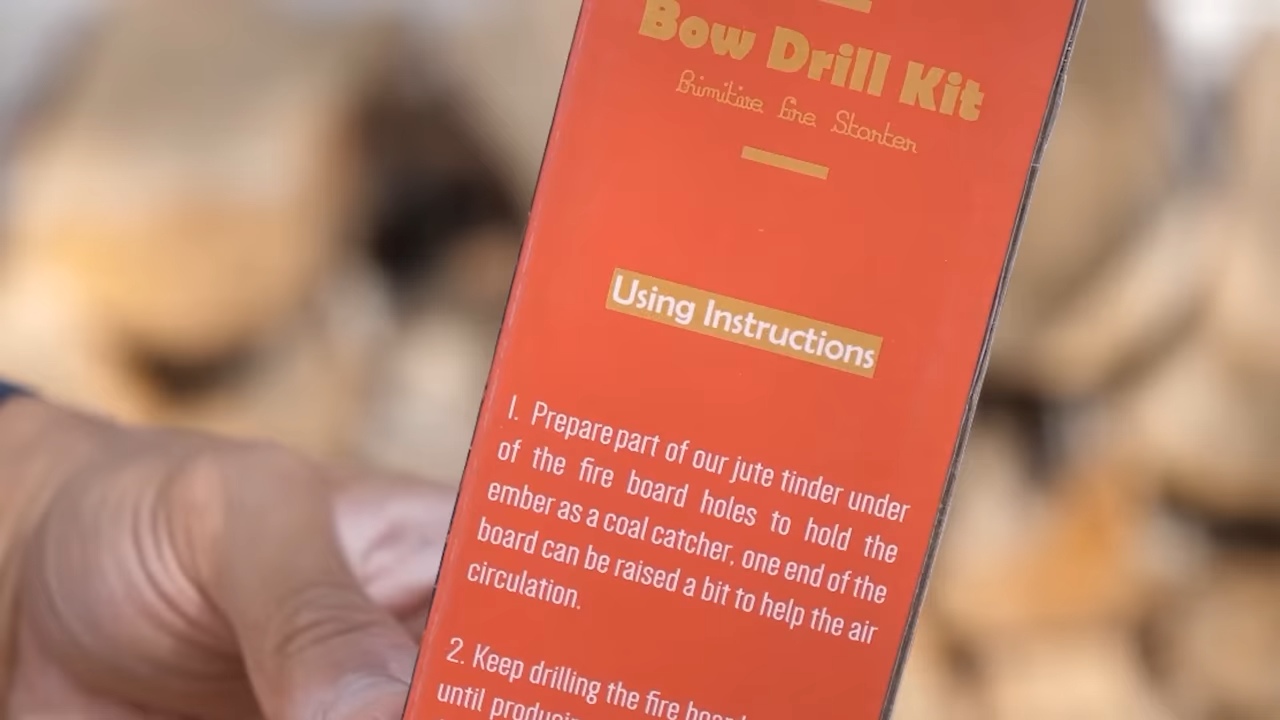 Bow Drill Kit
Primitive Fire Starter
Using Instructions
1. Prepare part of our jute tinder under
of the fire board holes to hold the
ember as a coal catcher, one end of the
board can be raised a bit to help the air
circulation.
2. Keep drilling the fire
until